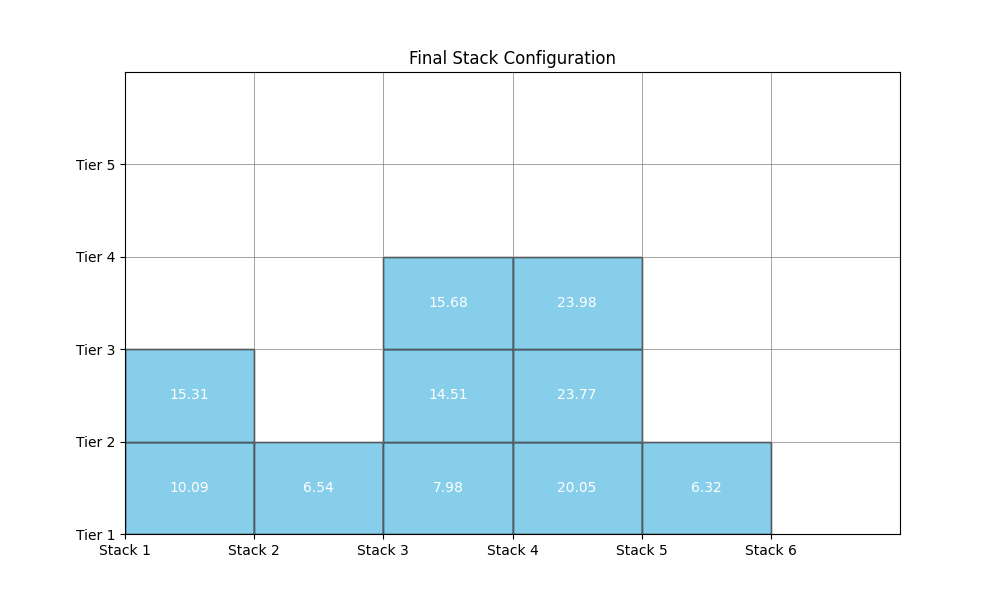 Final Stack Configuration
Tier 5
Tier 4
15.68 23.98
Tier 3
15.31 14.51 23.77
Tier 2
10.09 6.54 7.98 20.05 6.32
Tier 1
Stack 1 Stack 2 Stack 3 Stack 4 Stack 5 Stack 6